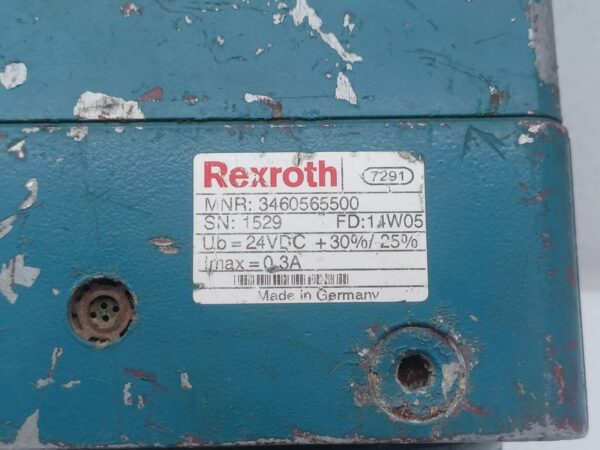 Rexroth 7291
MNR: 3460565500
SN: 1529 FD:14W05
Ub = 24VDC +30%/ 25%
Imax = 0.3A
Made in Germany